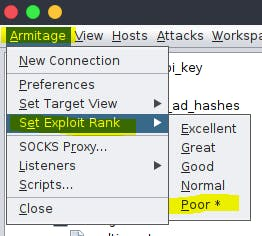 Armitage View Hosts Attacks Workspa
New Connection
pi_key
Preferences
Set Target View
_ad_hashes
Set Exploit Rank
Excellent
SOCKS Proxy...
Great
Listeners
Good
Scripts...
Normal
Close
Poor *